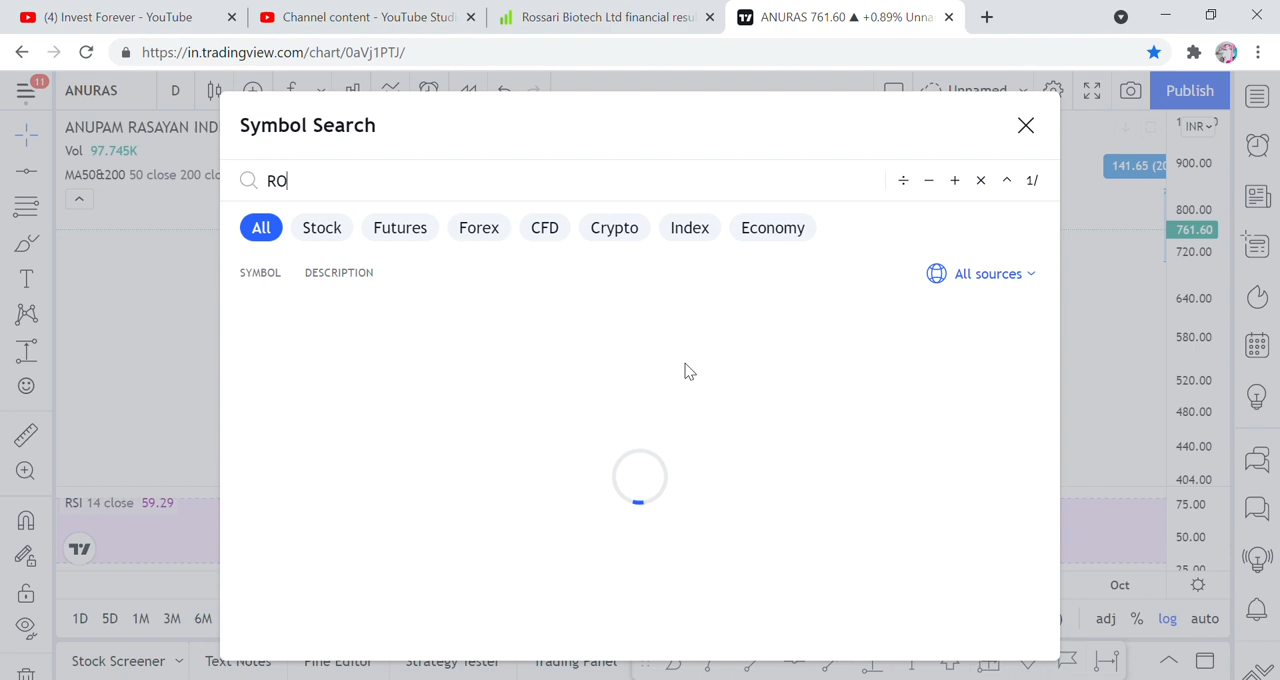 (4) Invest Forever - YouTube
Channel content - YouTube Studi
Rossari Biotech Ltd financial resul
ANURAS 761.60 ▲ +0.89% Unna
https://in.tradingview.com/chart/0aVj1PTJ/
11
ANURAS
D
Unnamed
Publish
ANUPAM RASAYAN IND
Vol 97.745K
MA50&200 50 close 200 clo
Symbol Search
RO
÷ − + × ^ 1/
All Stock Futures Forex CFD Crypto Index Economy
SYMBOL DESCRIPTION
All sources
INR
141.65 (20
900.00
800.00
761.60
720.00
640.00
580.00
520.00
480.00
440.00
404.00
RSI 14 close 59.29
75.00
50.00
25.00
Oct
1D 5D 1M 3M 6M
adj % log auto
Stock Screener Text Notes Pine Editor Strategy Tester Trading Panel